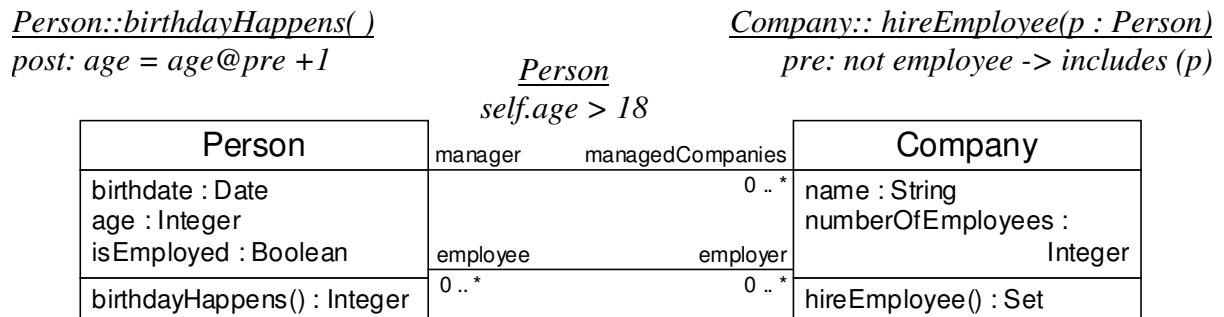 Person::birthdayHappens( )
post: age = age@pre +1
Company:: hireEmployee(p : Person)
pre: not employee -> includes (p)
Person
self.age > 18
Person
birthdate : Date
age : Integer
isEmployed : Boolean
birthdayHappens() : Integer
manager
managedCompanies
0 .. *
employee
employer
0 .. *
0 .. *
Company
name : String
numberOfEmployees :
Integer
hireEmployee() : Set